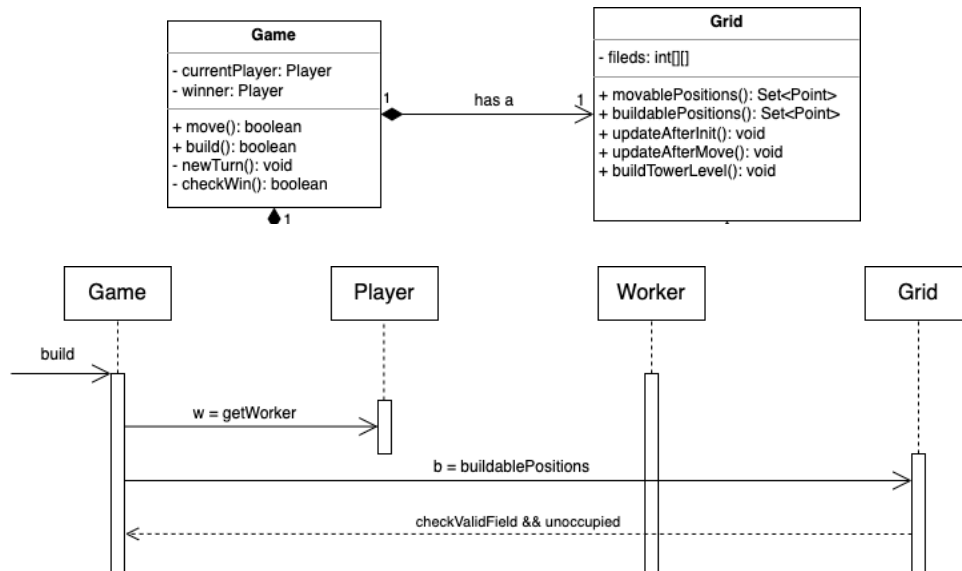 Game
- currentPlayer: Player
- winner: Player
+ move(): boolean
+ build(): boolean
- newTurn(): void
- checkWin(): boolean
1
has a
1
Grid
- fileds: int[][]
+ movablePositions(): Set<Point>
+ buildablePositions(): Set<Point>
+ updateAfterInit(): void
+ updateAfterMove(): void
+ buildTowerLevel(): void
1
Game
Player
Worker
Grid
build
w = getWorker
b = buildablePositions
checkValidField && unoccupied